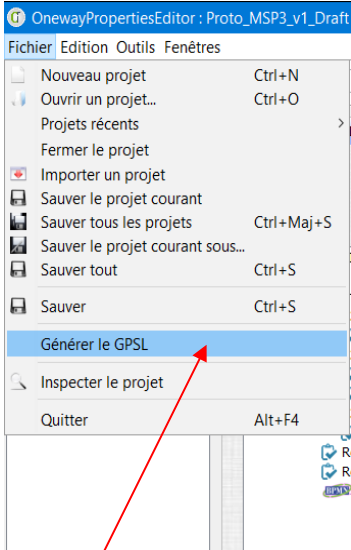 OnewayPropertiesEditor : Proto_MSP3_v1_Draft
Fichier Edition Outils Fenêtres
Nouveau projet Ctrl+N
Ouvrir un projet... Ctrl+O
Projets récents >
Fermer le projet
Importer un projet
Sauver le projet courant
Sauver tous les projets Ctrl+Maj+S
Sauver le projet courant sous...
Sauver tout Ctrl+S
Sauver Ctrl+S
Générer le GPSL
Inspecter le projet
Quitter Alt+F4
R
R
BPMN